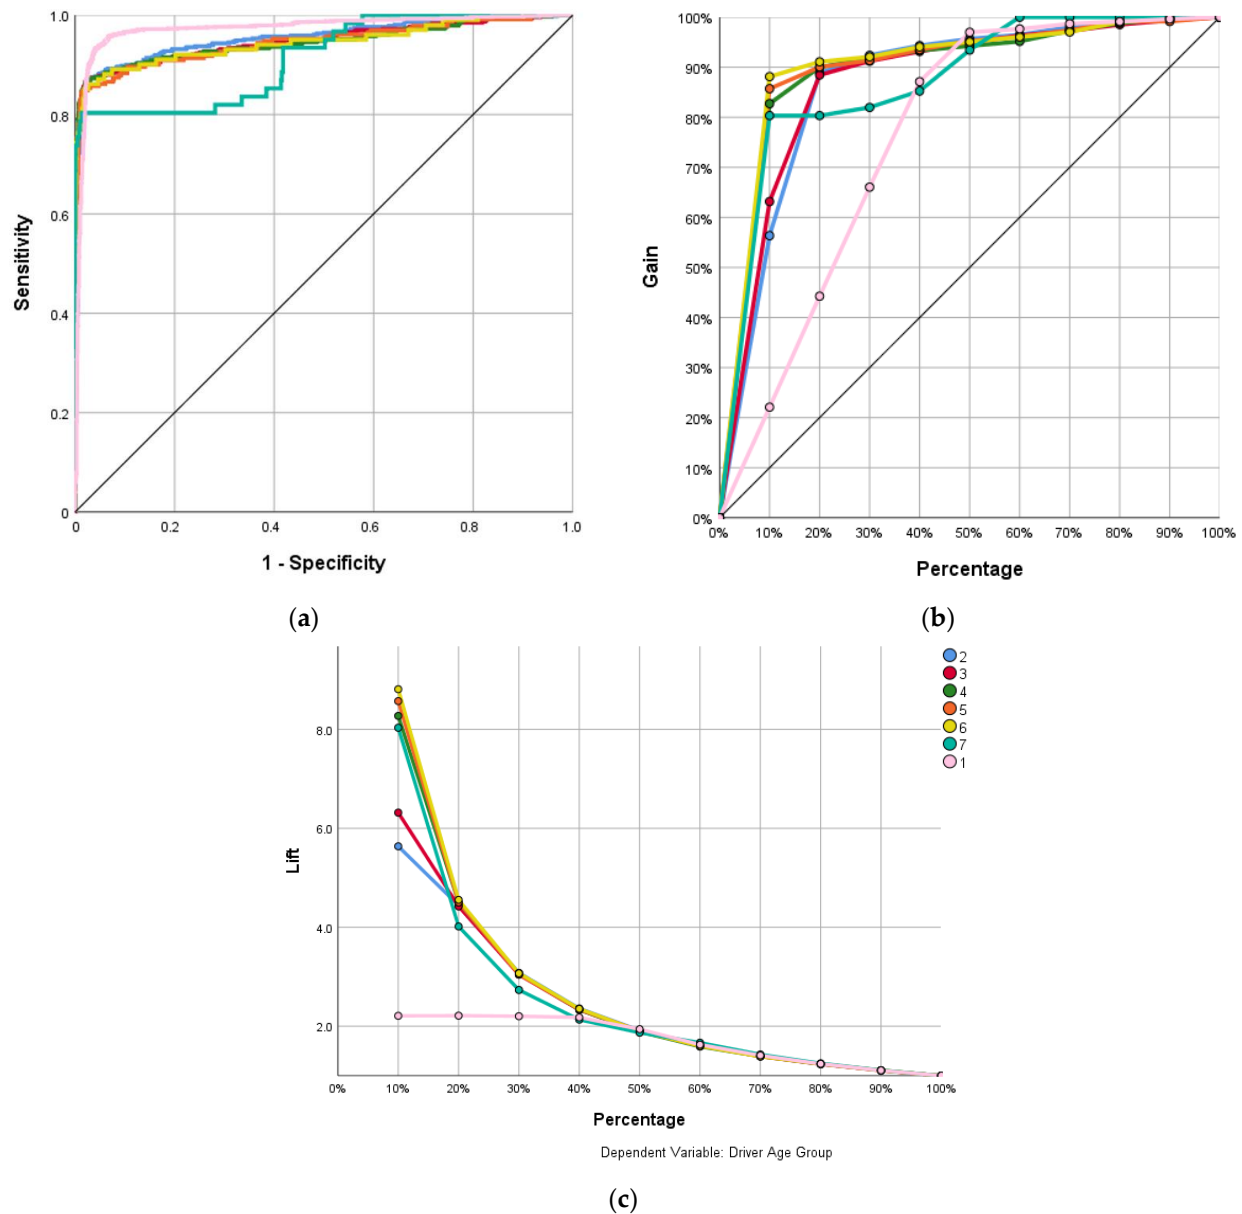 1.0
0.8
0.6
0.4
0.2
0
Sensitivity
0 0.2 0.4 0.6 0.8 1.0
1 - Specificity
(a)
100%
90%
80%
70%
60%
50%
40%
30%
20%
10%
0%
Gain
0% 10% 20% 30% 40% 50% 60% 70% 80% 90% 100%
Percentage
(b)
8.0
6.0
4.0
2.0
Lift
0% 10% 20% 30% 40% 50% 60% 70% 80% 90% 100%
Percentage
2
3
4
5
6
7
1
Dependent Variable: Driver Age Group
(c)